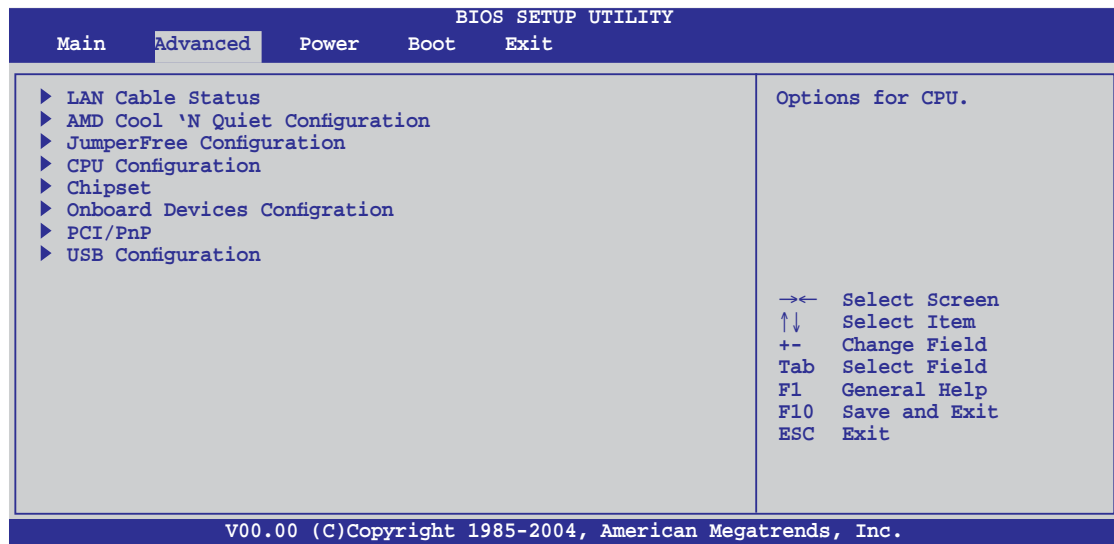 BIOS SETUP UTILITY
Main Advanced Power Boot Exit
LAN Cable Status
AMD Cool ‘N Quiet Configuration
JumperFree Configuration
CPU Configuration
Chipset
Onboard Devices Configration
PCI/PnP
USB Configuration
Options for CPU.
→← Select Screen
↑↓ Select Item
+- Change Field
Tab Select Field
F1 General Help
F10 Save and Exit
ESC Exit
V00.00 (C)Copyright 1985-2004, American Megatrends, Inc.